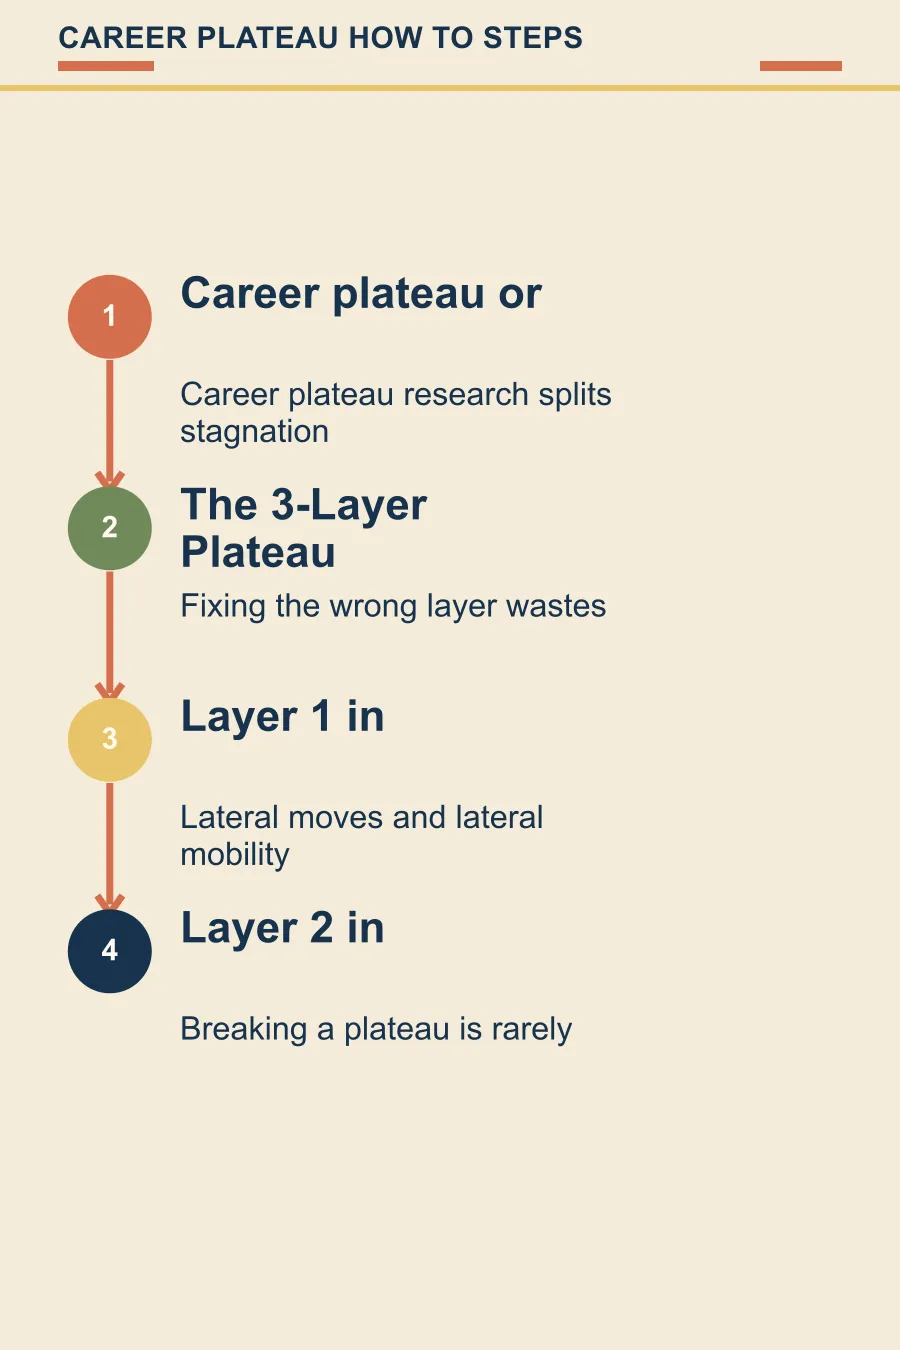 CAREER PLATEAU HOW TO STEPS
1
Career plateau or
Career plateau research splits
stagnation
2
The 3-Layer
Plateau
Fixing the wrong layer wastes
3
Layer 1 in
Lateral moves and lateral
mobility
4
Layer 2 in
Breaking a plateau is rarely